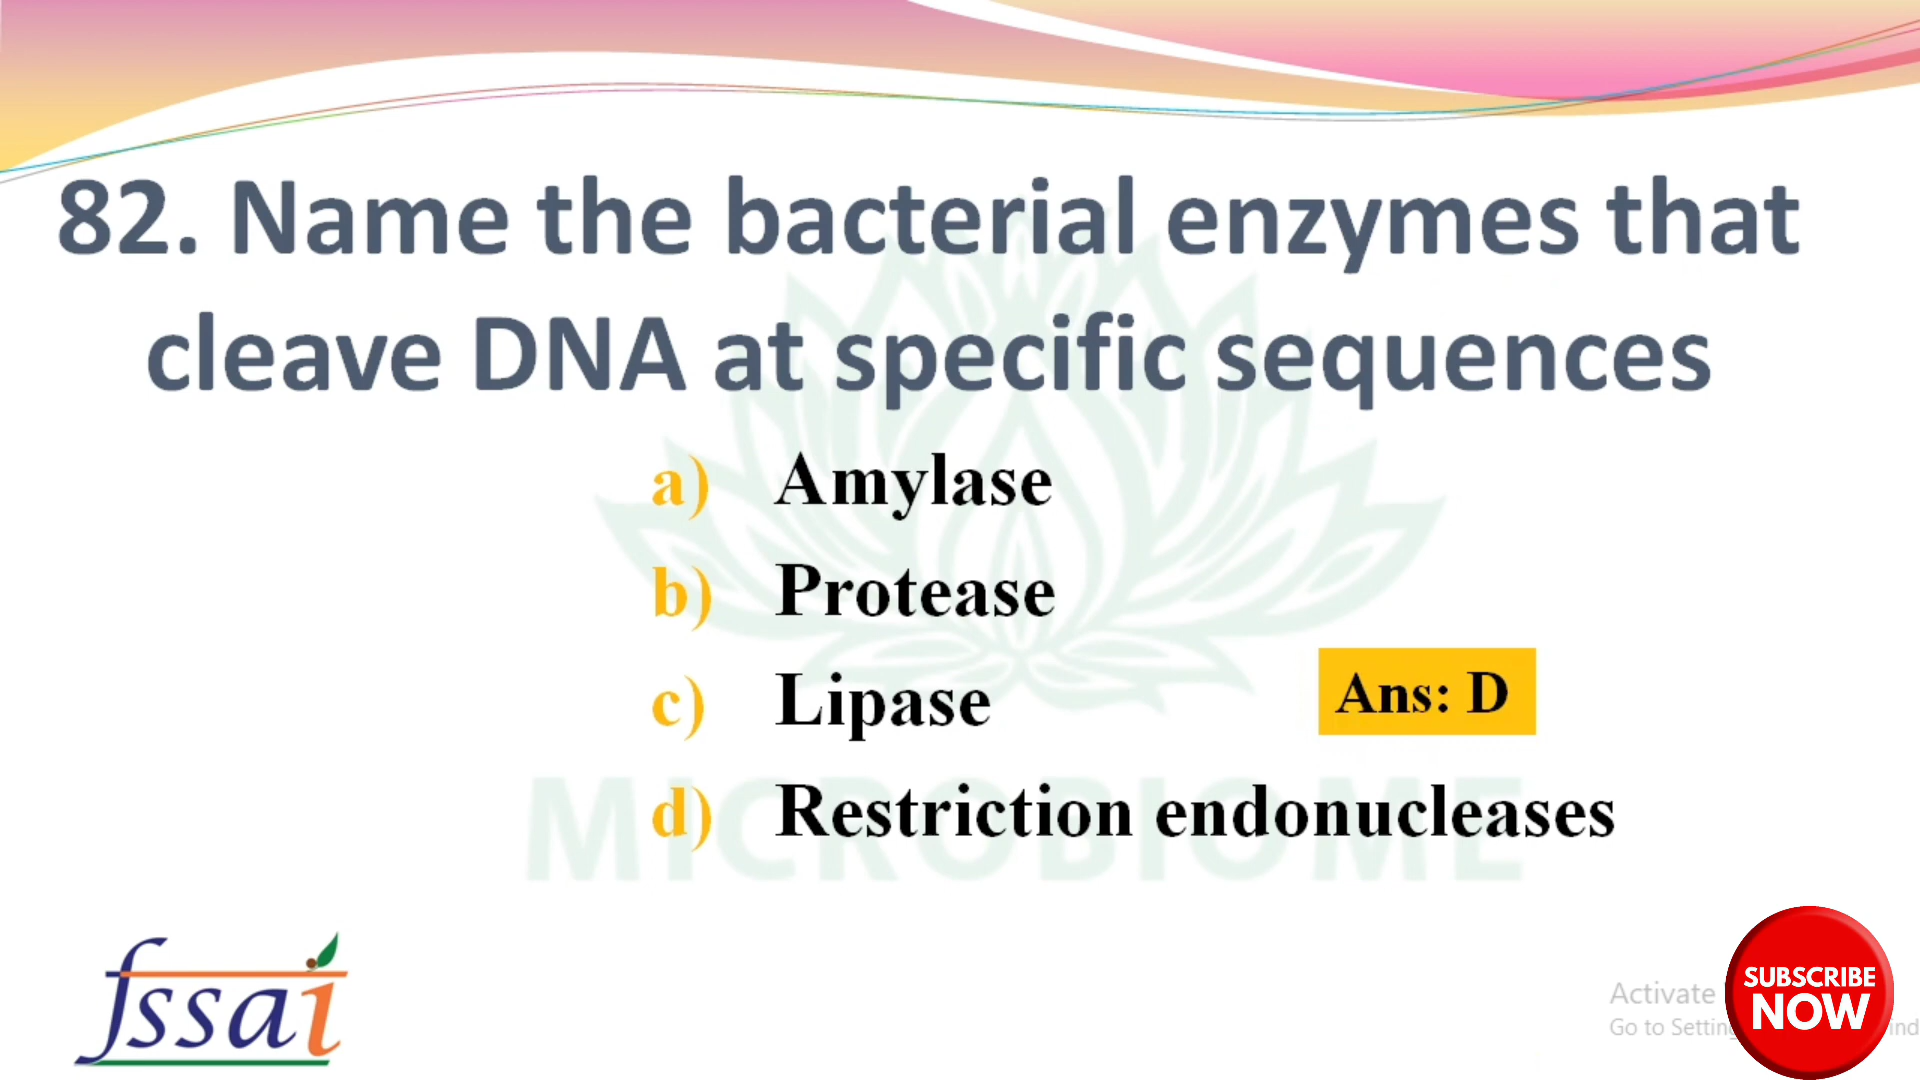 82. Name the bacterial enzymes that
cleave DNA at specific sequences
a) Amylase
b) Protease
c) Lipase
Ans: D
d) Restriction endonucleases
MICROBIOME
fssai
Activate
Go to
SUBSCRIBE
NOW